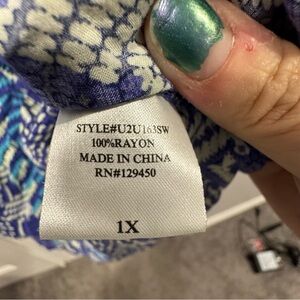 STYLE#U2U163SW
100%RAYON
MADE IN CHINA
RN#129450
1X